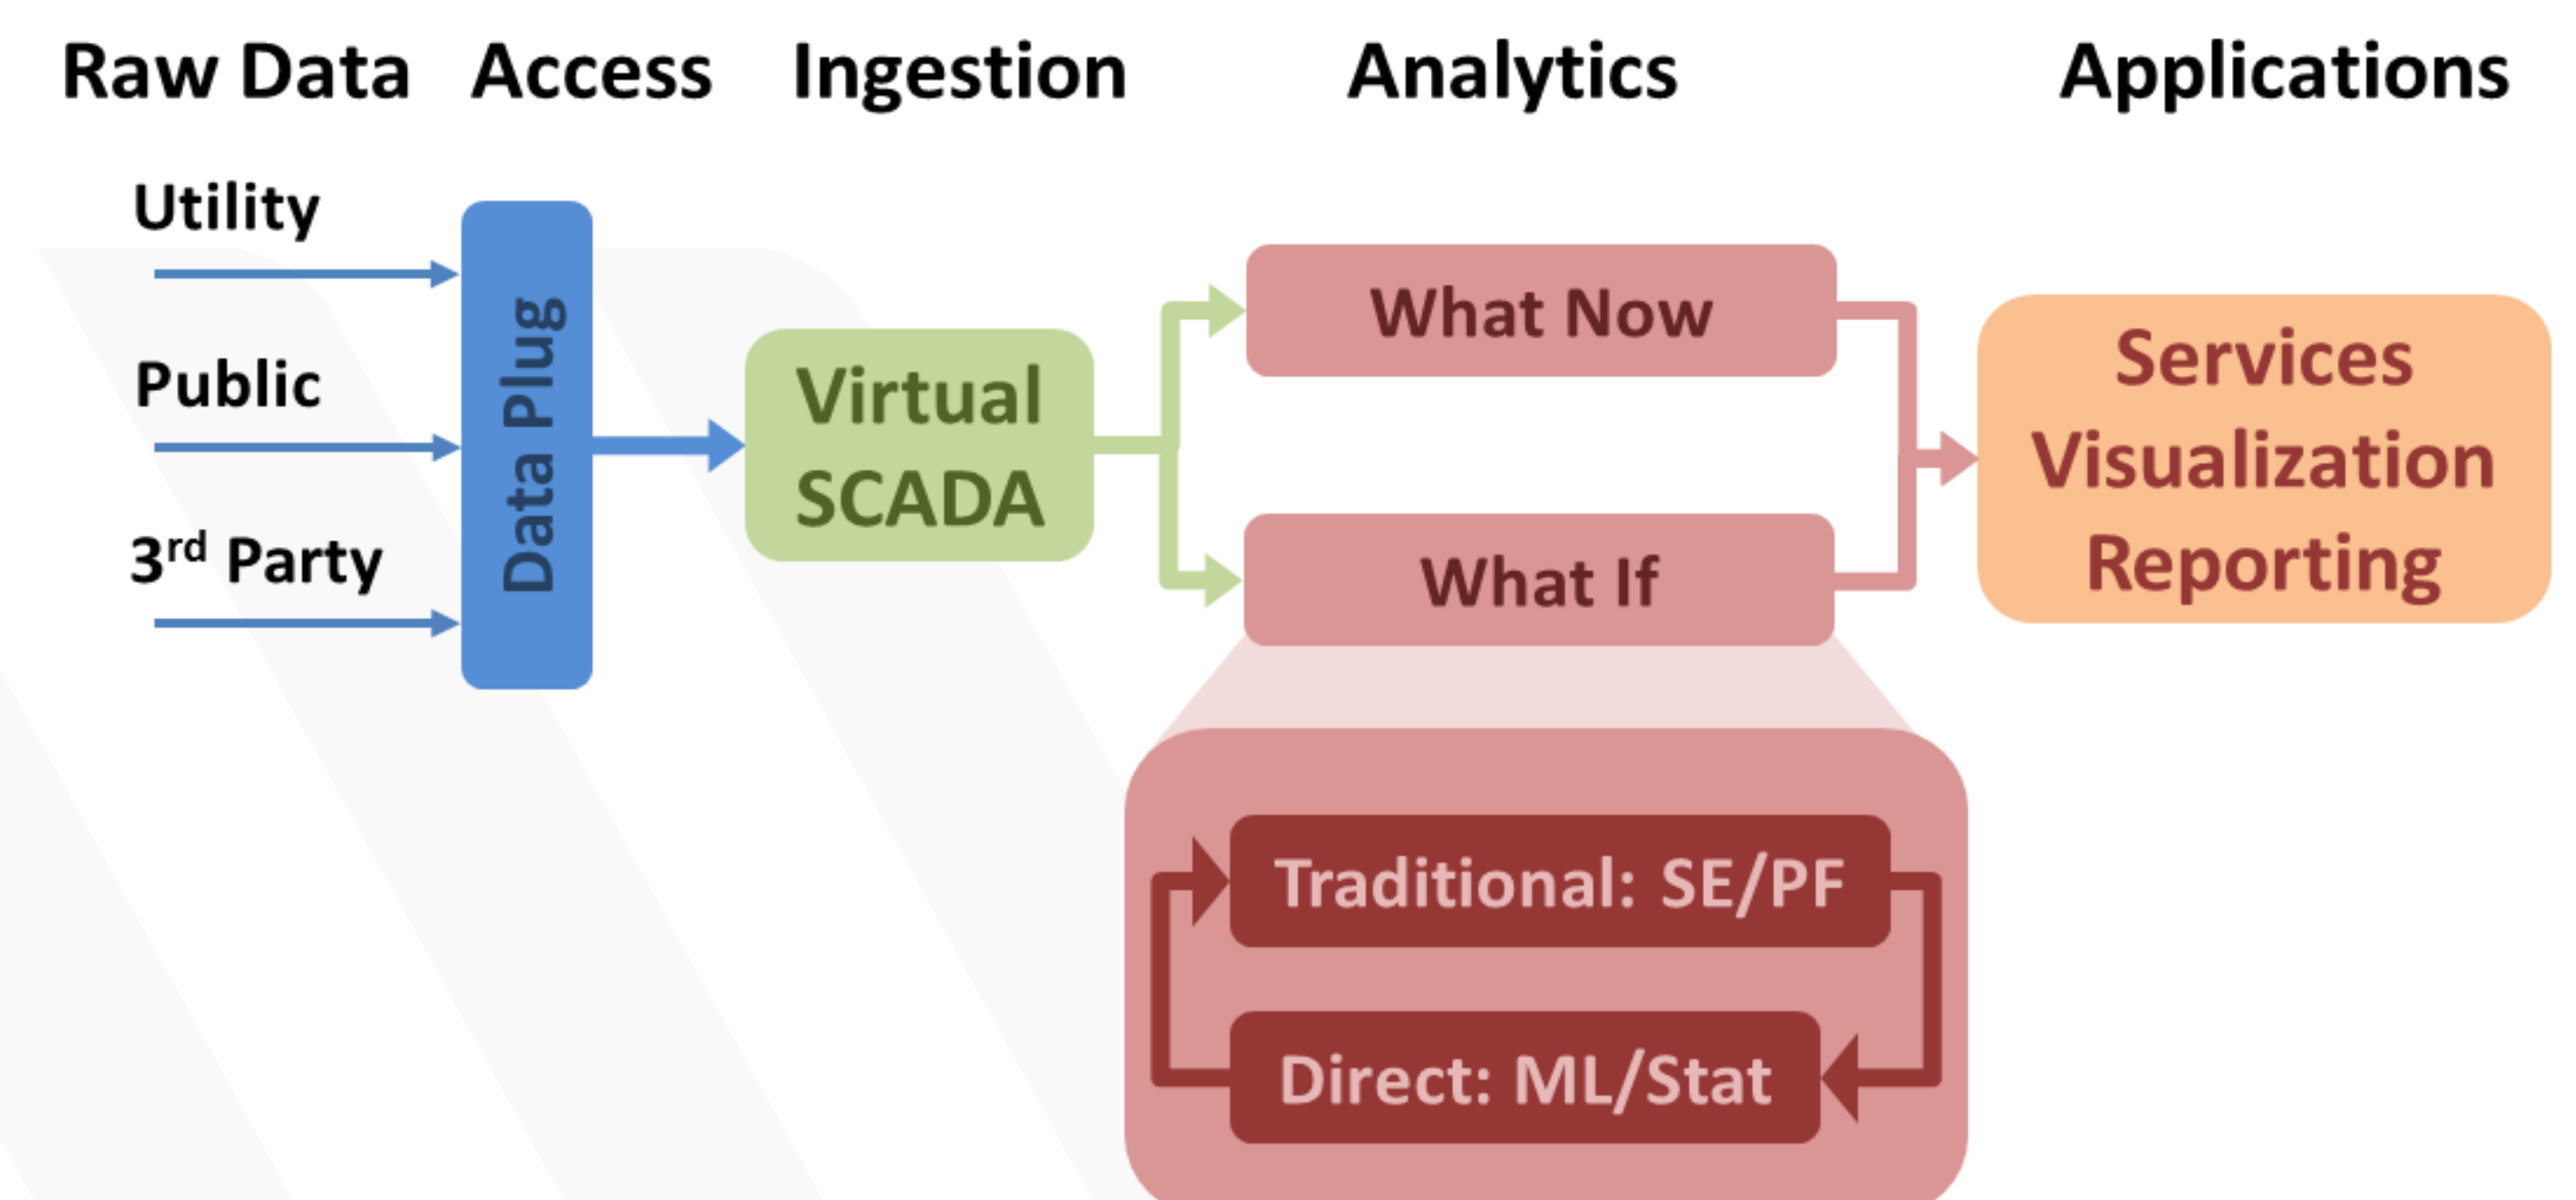 Raw Data Access Ingestion Analytics Applications
Utility
Public
3rd Party
Data Plug
Virtual
SCADA
What Now
What If
Traditional: SE/PF
Direct: ML/Stat
Services
Visualization
Reporting